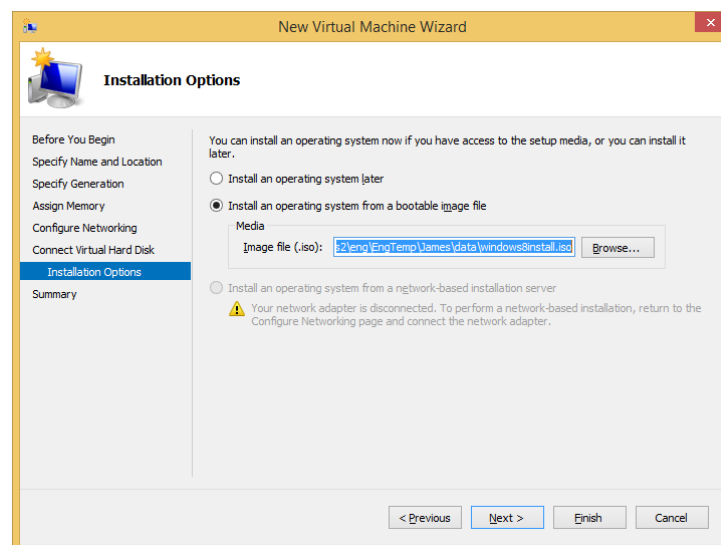 New Virtual Machine Wizard
Installation Options
Before You Begin
Specify Name and Location
Specify Generation
Assign Memory
Configure Networking
Connect Virtual Hard Disk
Installation Options
Summary
You can install an operating system now if you have access to the setup media, or you can install it
later.
Install an operating system later
Install an operating system from a bootable image file
Media
Image file (.iso): s2\eng\EngTemp\James\data\windows8install.iso Browse...
Install an operating system from a network-based installation server
Your network adapter is disconnected. To perform a network-based installation, return to the
Configure Networking page and connect the network adapter.
< Previous Next > Finish Cancel